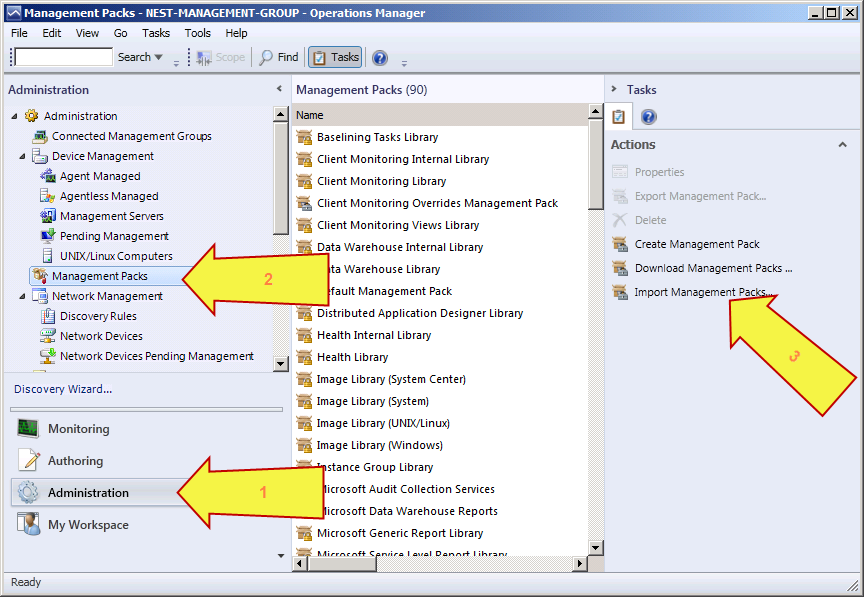 Management Packs - NEST-MANAGEMENT-GROUP - Operations Manager
File Edit View Go Tasks Tools Help
Search Scope Find Tasks
Administration
Administration
Connected Management Groups
Device Management
Agent Managed
Agentless Managed
Management Servers
Pending Management
UNIX/Linux Computers
Management Packs
2
Network Management
Discovery Rules
Network Devices
Network Devices Pending Management
Discovery Wizard...
Monitoring
Authoring
Administration
1
My Workspace
Management Packs (90)
Name
Baselining Tasks Library
Client Monitoring Internal Library
Client Monitoring Library
Client Monitoring Overrides Management Pack
Client Monitoring Views Library
Data Warehouse Internal Library
ata Warehouse Library
efault Management Pack
Distributed Application Designer Library
Health Internal Library
Health Library
Image Library (System Center)
Image Library (System)
Image Library (UNIX/Linux)
Image Library (Windows)
Instance Group Library
Microsoft Audit Collection Services
Microsoft Data Warehouse Reports
Microsoft Generic Report Library
Microsoft Service Level Report Library
Tasks
Actions
Properties
Export Management Pack...
Delete
Create Management Pack
Download Management Packs ...
Import Management Packs...
3
Ready